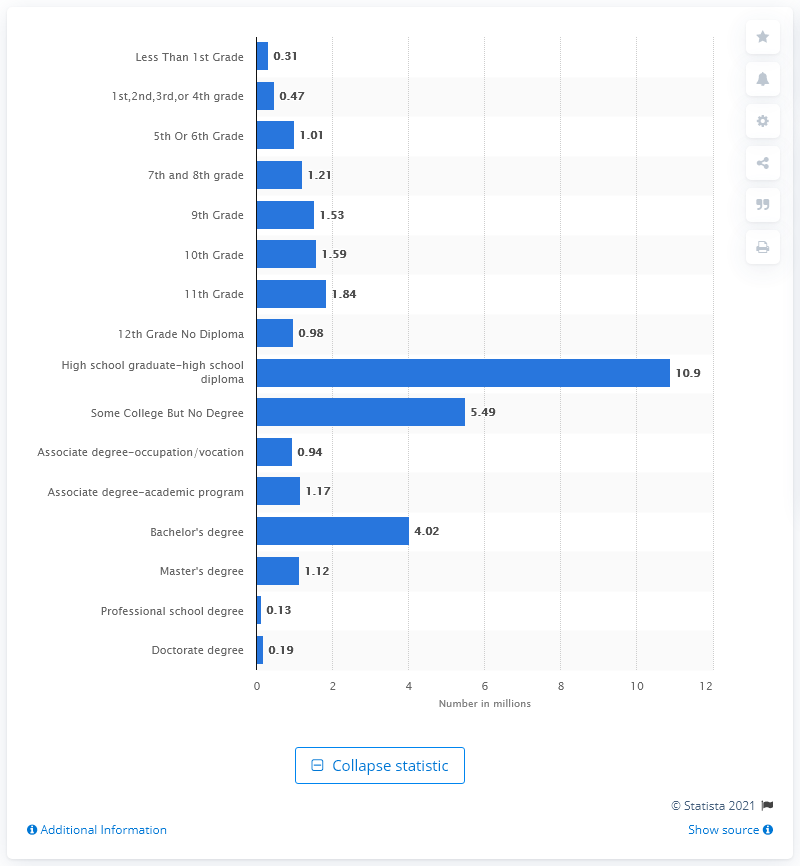 Less Than 1st Grade 0.31
1st,2nd,3rd,or 4th grade 0.47
5th Or 6th Grade 1.01
7th and 8th grade 1.21
9th Grade 1.53
10th Grade 1.59
11th Grade 1.84
12th Grade No Diploma 0.98
High school graduate-high school
diploma 10.9
Some College But No Degree 5.49
Associate degree-occupation/vocation 0.94
Associate degree-academic program 1.17
Bachelor's degree 4.02
Master's degree 1.12
Professional school degree 0.13
Doctorate degree 0.19
0 2 4 6 8 10 12
Number in millions
Collapse statistic
© Statista 2021
Additional Information
Show source